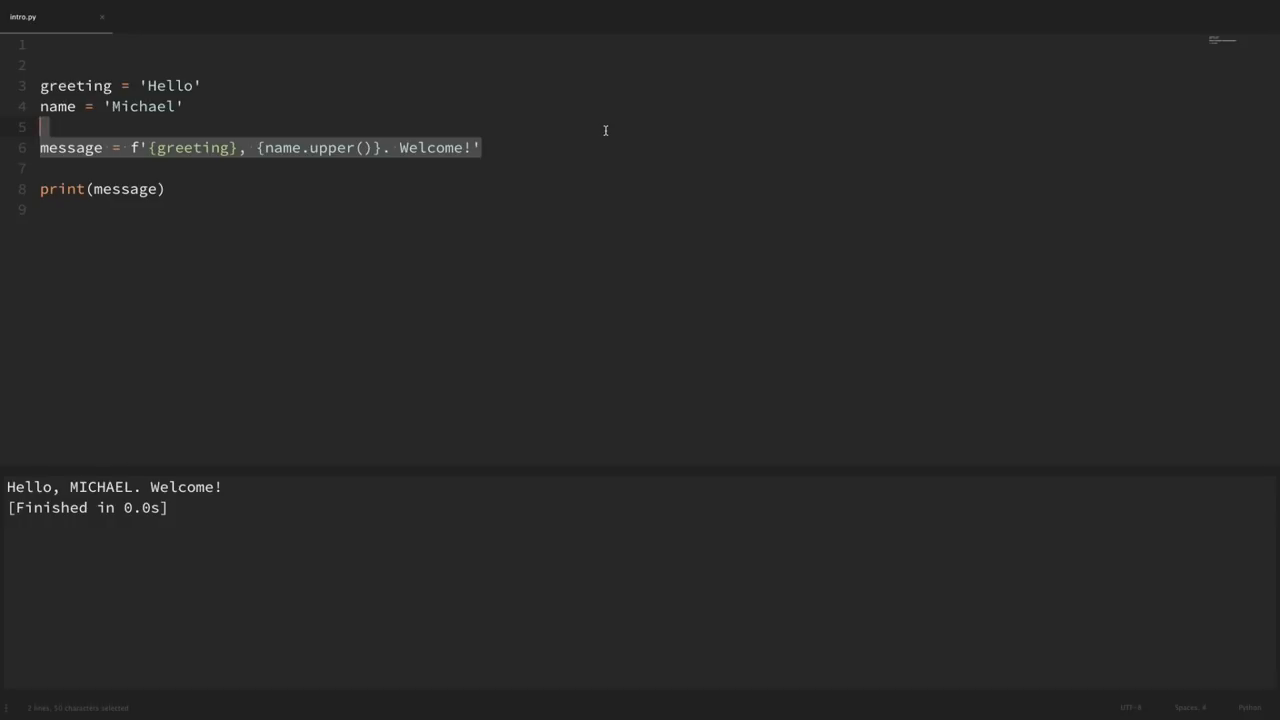 intro.py ×
1
2
3 greeting = 'Hello'
4 name = 'Michael'
5
6 message = f'{greeting}, {name.upper()}. Welcome!'
7
8 print(message)
9
Hello, MICHAEL. Welcome!
[Finished in 0.0s]
2 lines, 50 characters selected UTF-8 Spaces: 4 Python